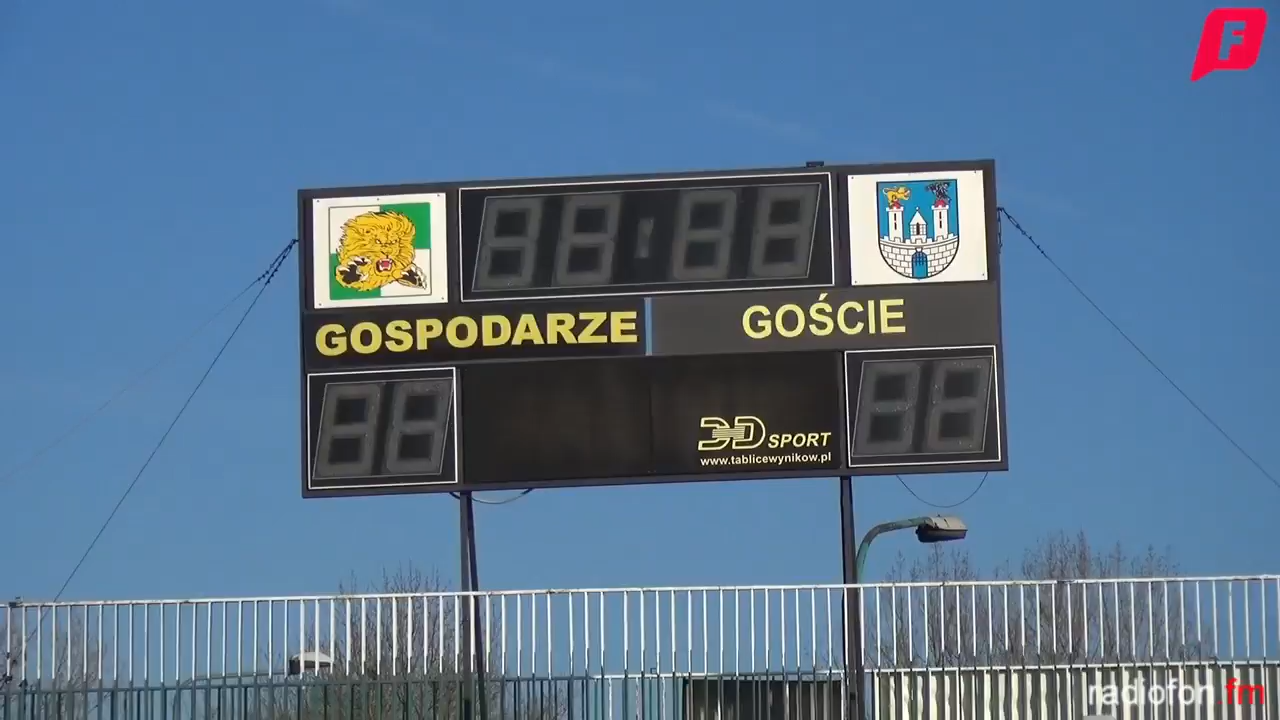 F
GOSPODARZE
GOŚCIE
3D SPORT
www.tablicewynikow.pl
radiofon.fm